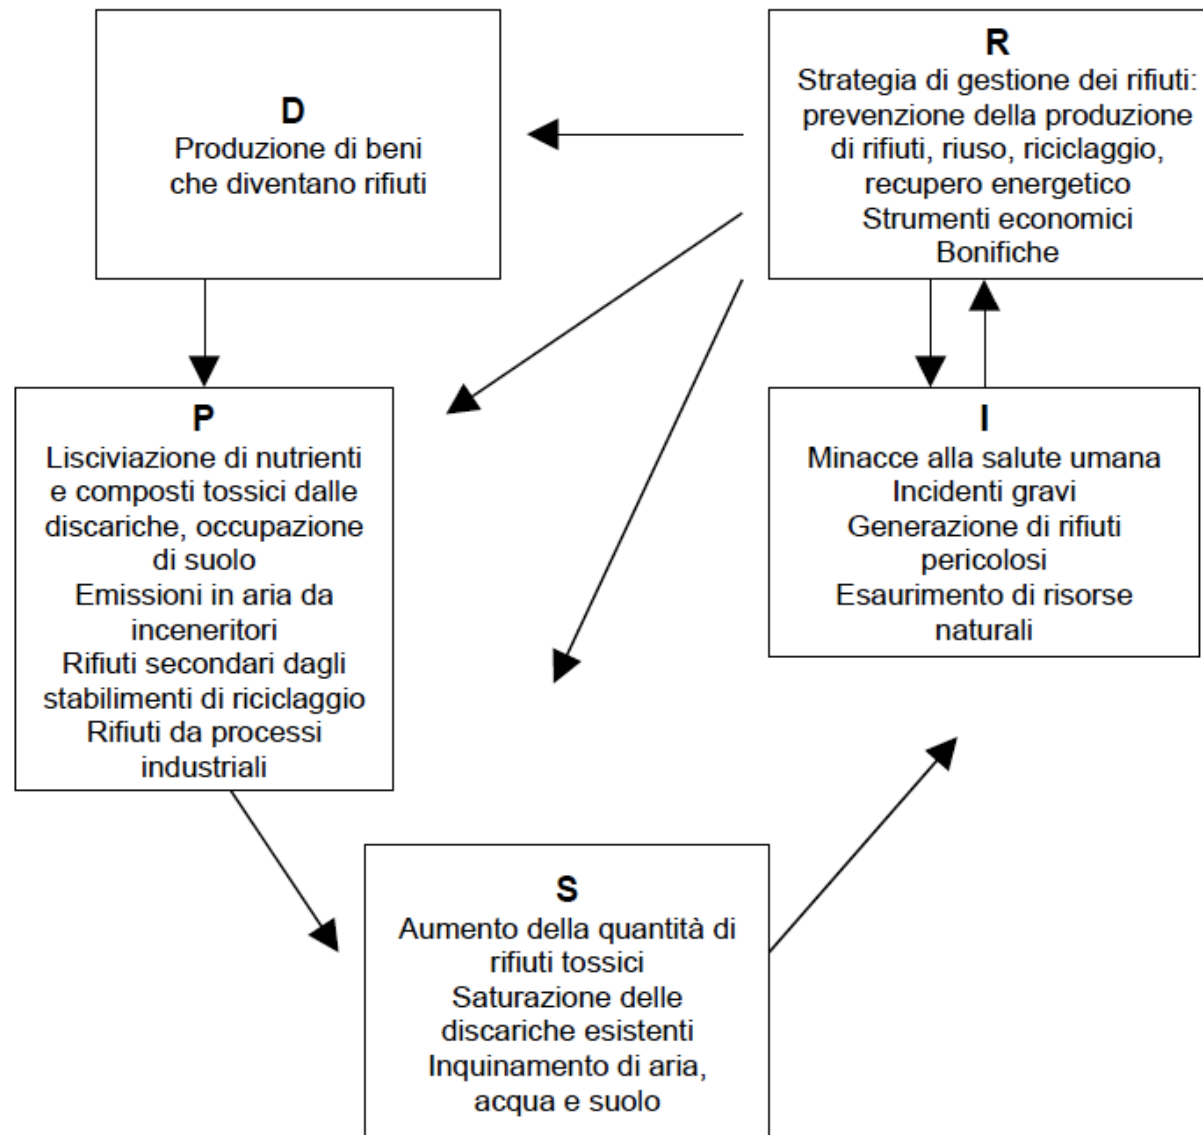 D
Produzione di beni
che diventano rifiuti
R
Strategia di gestione dei rifiuti:
prevenzione della produzione
di rifiuti, riuso, riciclaggio,
recupero energetico
Strumenti economici
Bonifiche
P
Lisciviazione di nutrienti
e composti tossici dalle
discariche, occupazione
di suolo
Emissioni in aria da
inceneritori
Rifiuti secondari dagli
stabilimenti di riciclaggio
Rifiuti da processi
industriali
I
Minacce alla salute umana
Incidenti gravi
Generazione di rifiuti
pericolosi
Esaurimento di risorse
naturali
S
Aumento della quantità di
rifiuti tossici
Saturazione delle
discariche esistenti
Inquinamento di aria,
acqua e suolo